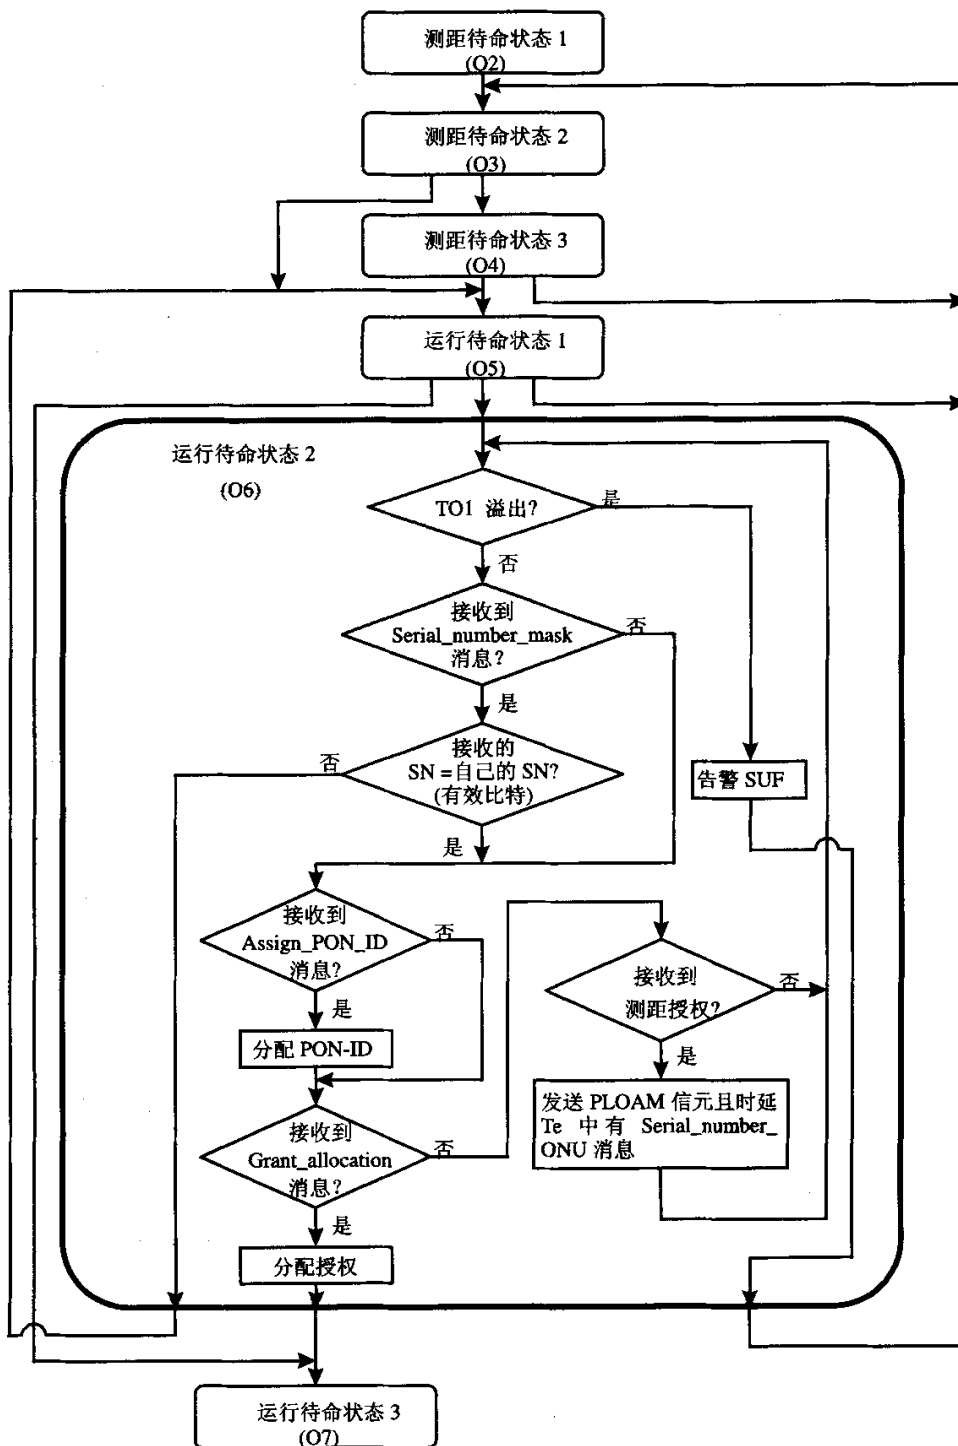 测距待命状态 1
(O2)
测距待命状态 2
(O3)
测距待命状态 3
(O4)
运行待命状态 1
(O5)
运行待命状态 2
(O6)
TO1 溢出?
是
否
接收到
Serial_number_mask
消息?
否
是
接收的
SN =自己的 SN?
(有效比特)
否
是
告警 SUF
接收到
Assign_PON_ID
消息?
否
是
分配 PON-ID
接收到
测距授权?
否
是
发送 PLOAM 信元且时延
Te 中有 Serial_number_
ONU 消息
接收到
Grant_allocation
消息?
否
是
分配授权
运行待命状态 3
(O7)